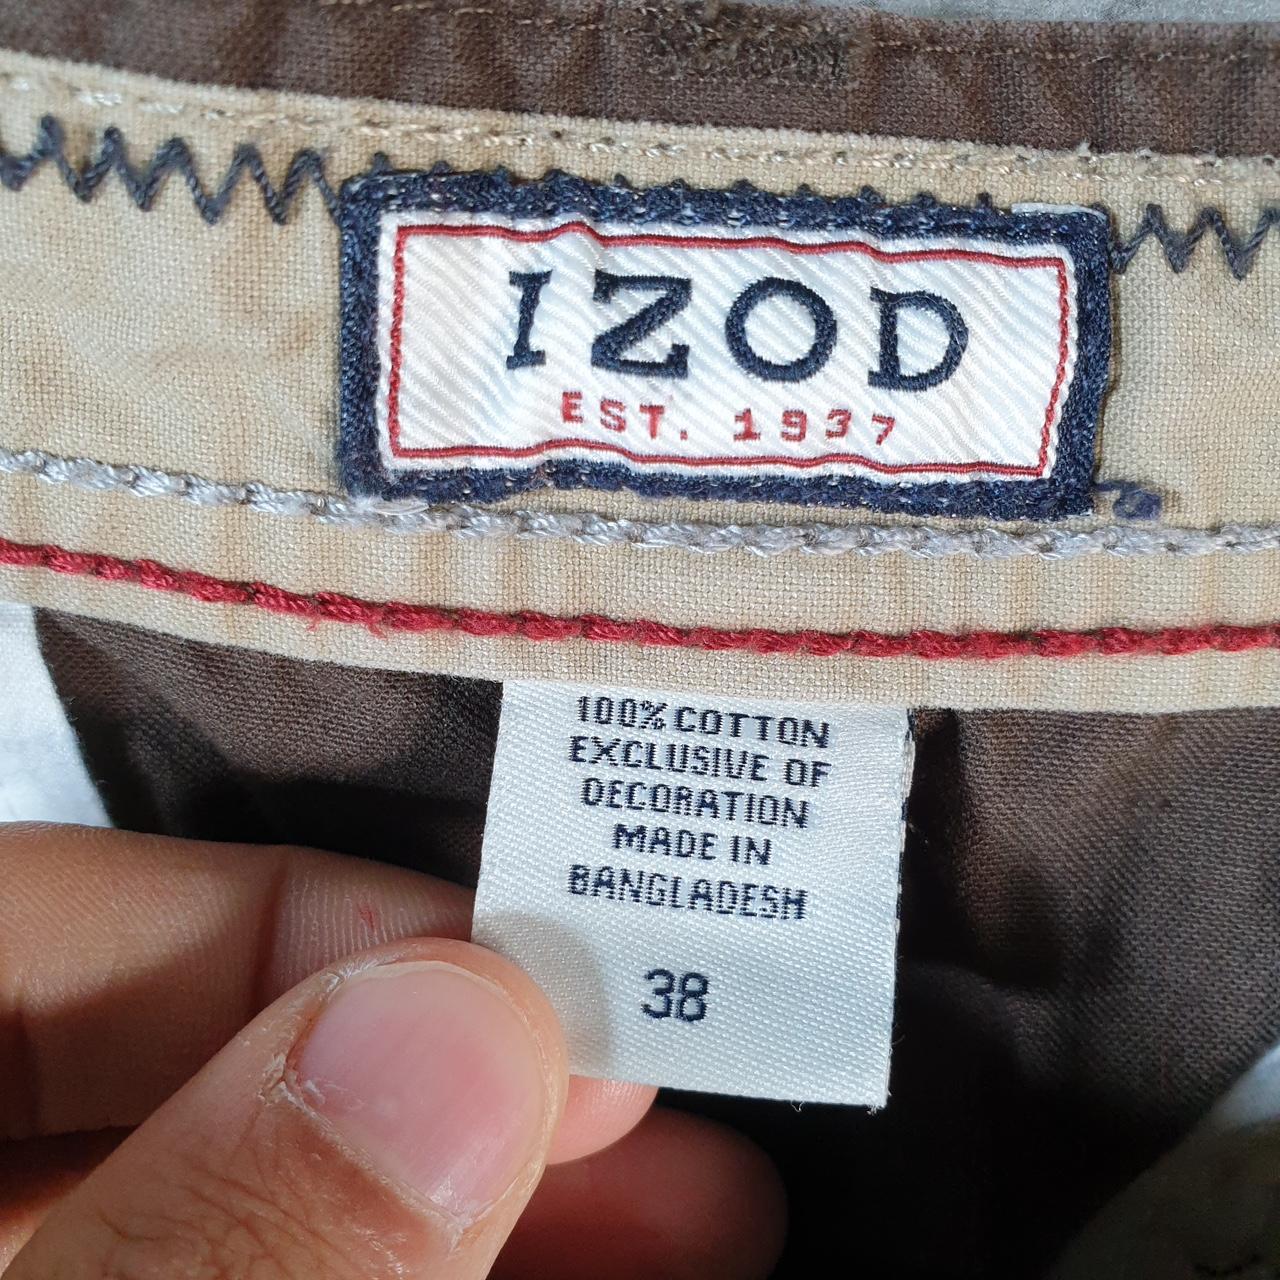 IZOD
EST. 1937
100% COTTON
EXCLUSIVE OF
DECORATION
MADE IN
BANGLADESH
38